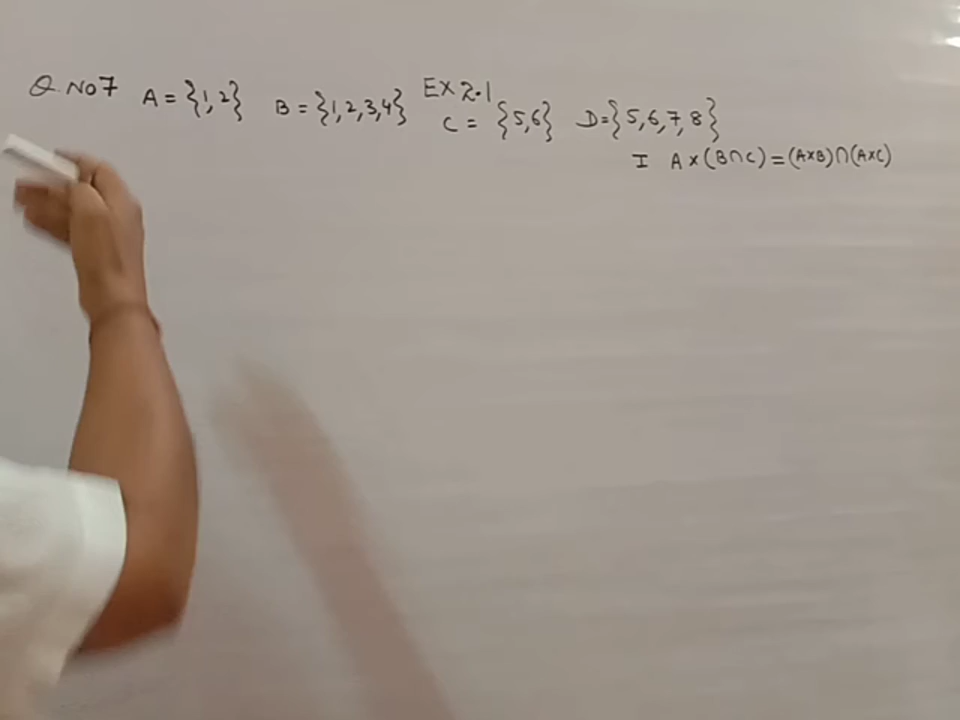 Q. No 7 A = {1, 2} B = {1, 2, 3, 4} EX 2.1
C = {5, 6} D = {5, 6, 7, 8}
I A × (B ∩ C) = (A×B) ∩ (A×C)